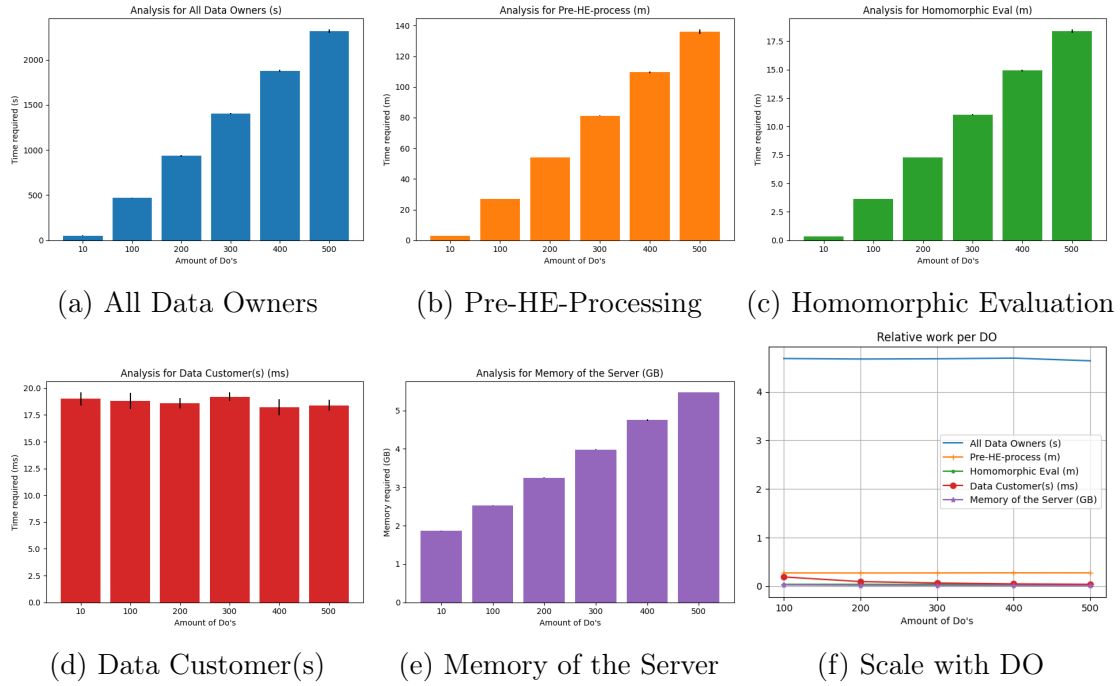 Analysis for All Data Owners (s)
Time required (s)
2000
1500
1000
500
0
10 100 200 300 400 500
Amount of Do's
(a) All Data Owners
Analysis for Pre-HE-process (m)
Time required (m)
140
120
100
80
60
40
20
0
10 100 200 300 400 500
Amount of Do's
(b) Pre-HE-Processing
Analysis for Homomorphic Eval (m)
Time required (m)
17.5
15.0
12.5
10.0
7.5
5.0
2.5
0.0
10 100 200 300 400 500
Amount of Do's
(c) Homomorphic Evaluation
Analysis for Data Customer(s) (ms)
Time required (ms)
20.0
17.5
15.0
12.5
10.0
7.5
5.0
2.5
0.0
10 100 200 300 400 500
Amount of Do's
(d) Data Customer(s)
Analysis for Memory of the Server (GB)
Memory required (GB)
5
4
3
2
1
0
10 100 200 300 400 500
Amount of Do's
(e) Memory of the Server
Relative work per DO
4
3
2
1
0
All Data Owners (s)
Pre-HE-process (m)
Homomorphic Eval (m)
Data Customer(s) (ms)
Memory of the Server (GB)
100 200 300 400 500
Amount of Do's
(f) Scale with DO